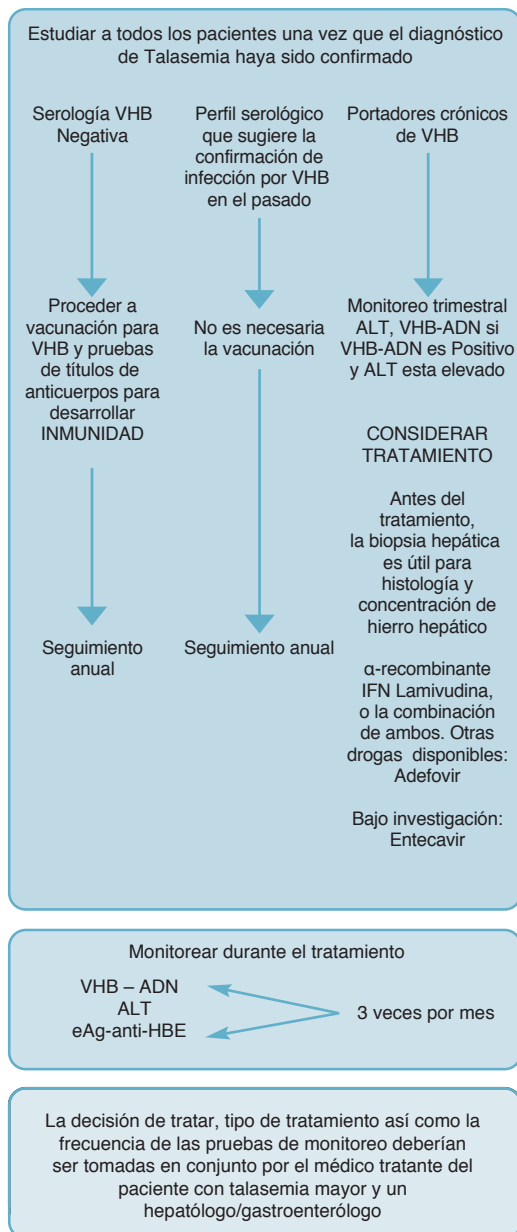 Estudiar a todos los pacientes una vez que el diagnóstico
de Talasemia haya sido confirmado
Serología VHB
Negativa
Proceder a
vacunación para
VHB y pruebas
de títulos de
anticuerpos para
desarrollar
INMUNIDAD
Seguimiento
anual
Perfil serológico
que sugiere la
confirmación de
infección por VHB
en el pasado
No es necesaria
la vacunación
Seguimiento anual
Portadores crónicos
de VHB
Monitoreo trimestral
ALT, VHB-ADN si
VHB-ADN es Positivo
y ALT esta elevado
CONSIDERAR
TRATAMIENTO
Antes del
tratamiento,
la biopsia hepática
es útil para
histología y
concentración de
hierro hepático
α-recombinante
IFN Lamivudina,
o la combinación
de ambos. Otras
drogas disponibles:
Adefovir
Bajo investigación:
Entecavir
Monitorear durante el tratamiento
VHB – ADN
ALT
eAg-anti-HBE
3 veces por mes
La decisión de tratar, tipo de tratamiento así como la
frecuencia de las pruebas de monitoreo deberían
ser tomadas en conjunto por el médico tratante del
paciente con talasemia mayor y un
hepatólogo/gastroenterólogo